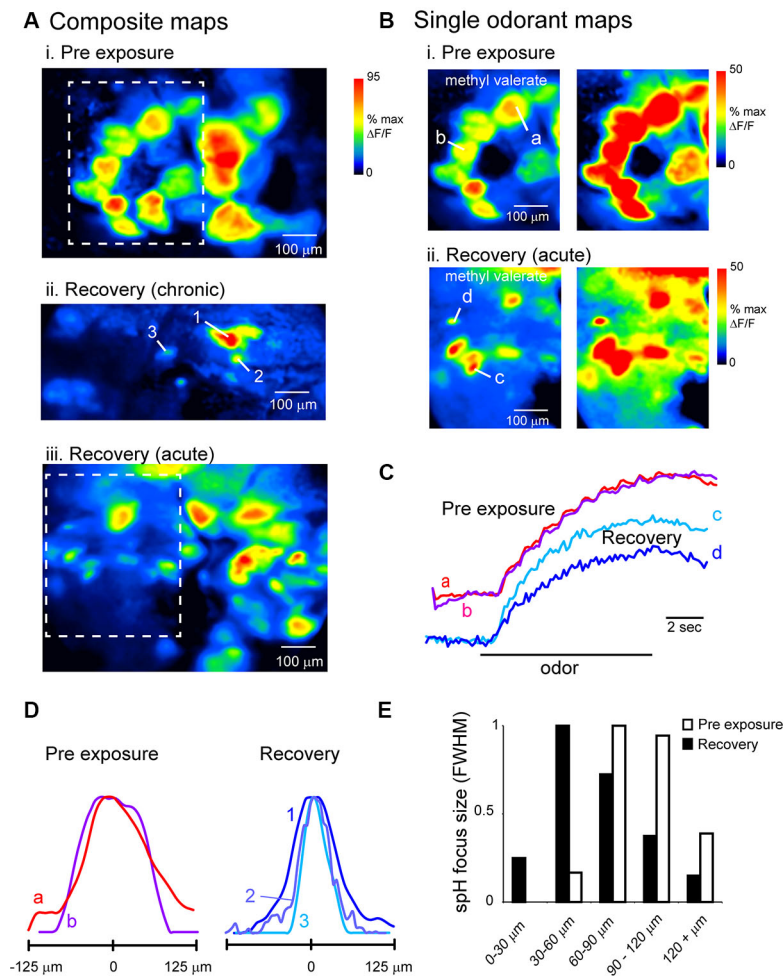 A Composite maps
i. Pre exposure
95
% max
ΔF/F
0
100 µm
ii. Recovery (chronic)
1
3
2
100 µm
iii. Recovery (acute)
100 µm
B Single odorant maps
i. Pre exposure
methyl valerate
b
a
100 µm
50
% max
ΔF/F
0
ii. Recovery (acute)
methyl valerate
d
c
100 µm
50
% max
ΔF/F
0
C
Pre exposure
c
Recovery
a
d
b
2 sec
odor
D
Pre exposure
Recovery
1
a
2
b
3
-125 µm 0 125 µm
0 125 µm
E
spH focus size (FWHM)
1
0.5
0
Pre exposure
Recovery
0-30 µm
30-60 µm
60-90 µm
90 - 120 µm
120 + µm